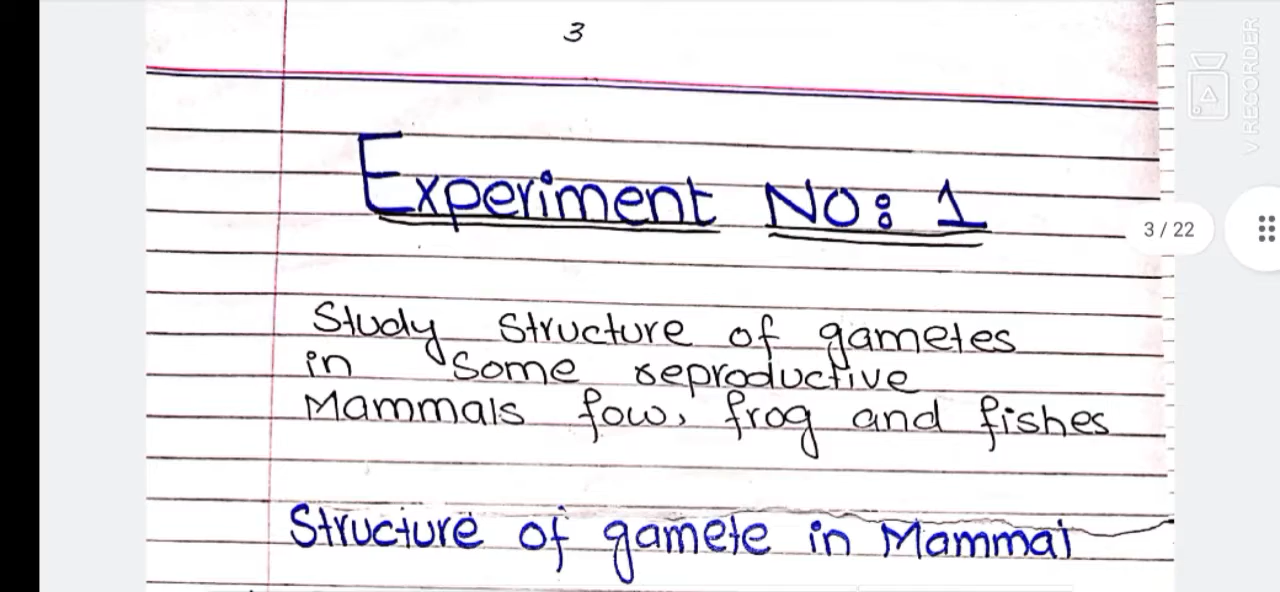 3
Experiment NO: 1
3 / 22
Study Structure of gametes
in Some reproductive
Mammals fow, frog and fishes
Structure of gamete in Mammal
V RECORDER